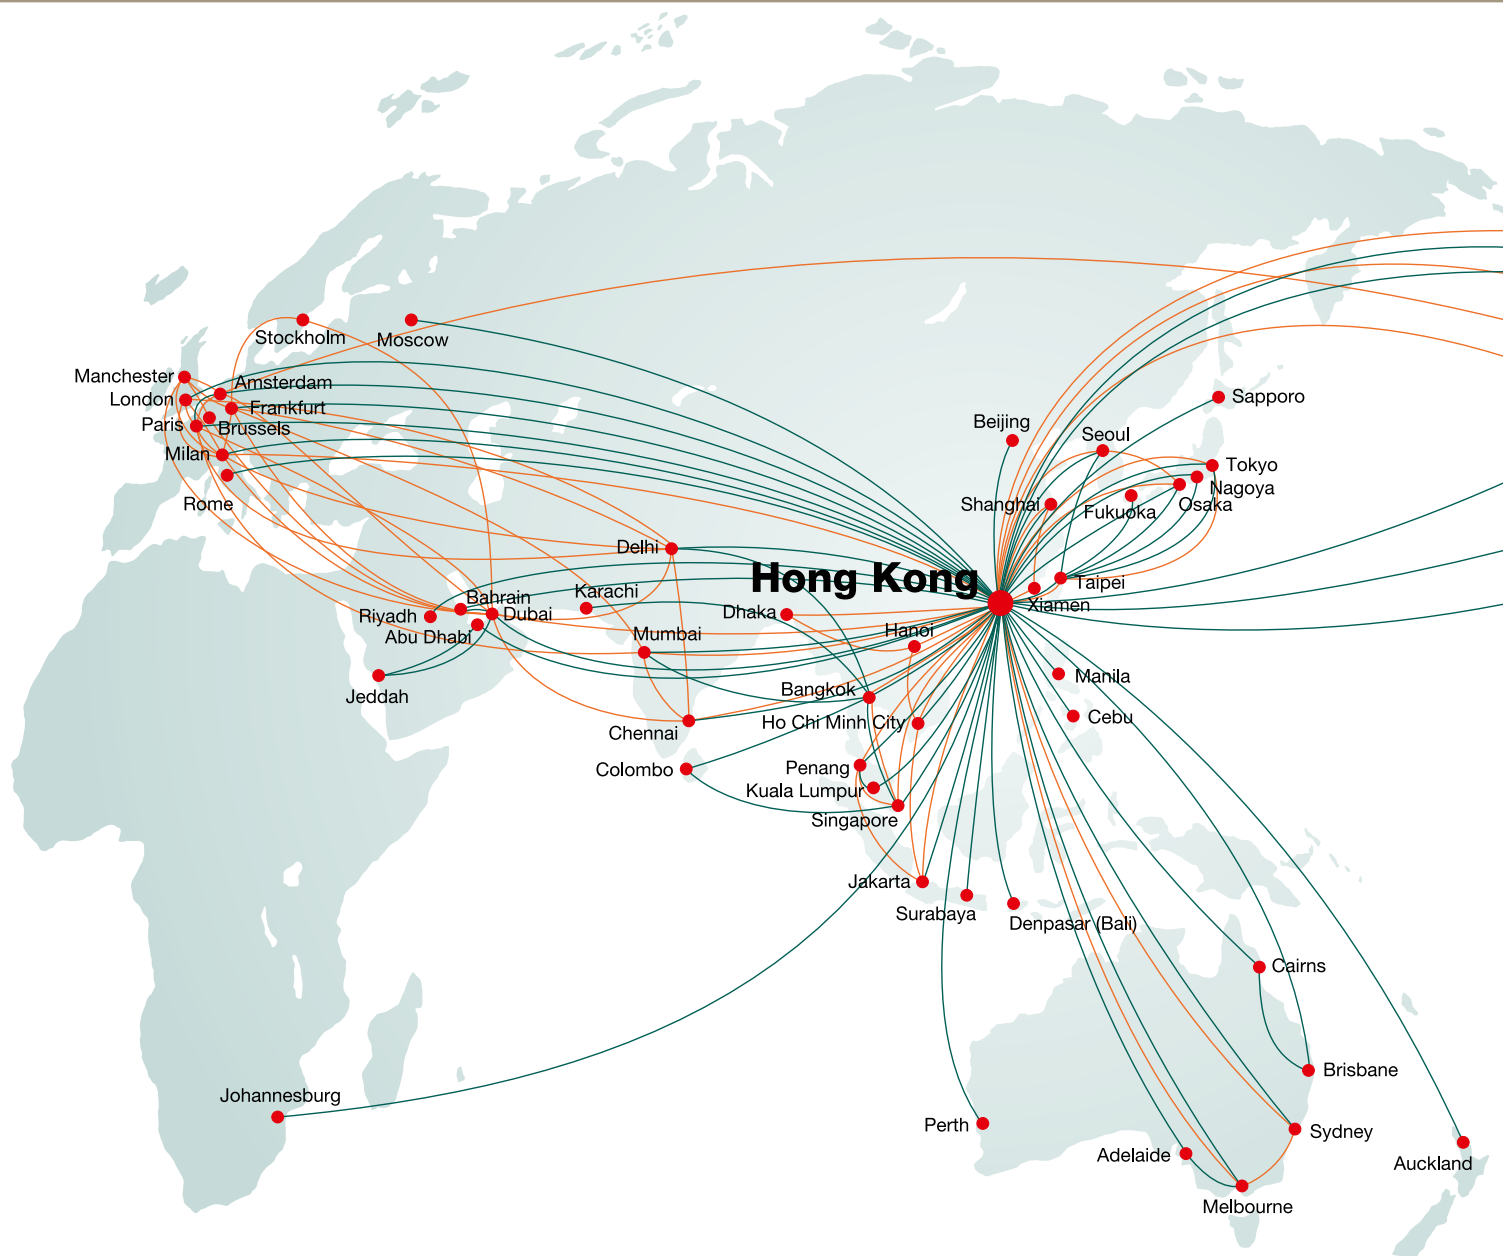 Stockholm
Moscow
Manchester
Amsterdam
London
Frankfurt
Paris
Brussels
Milan
Rome
Sapporo
Beijing
Seoul
Tokyo
Nagoya
Shanghai
Fukuoka
Osaka
Delhi
Hong Kong
Taipei
Karachi
Bahrain
Dhaka
Xiamen
Riyadh
Dubai
Abu Dhabi
Mumbai
Hanoi
Jeddah
Bangkok
Manila
Chennai
Ho Chi Minh City
Cebu
Colombo
Penang
Kuala Lumpur
Singapore
Jakarta
Surabaya
Denpasar (Bali)
Cairns
Johannesburg
Brisbane
Perth
Sydney
Adelaide
Auckland
Melbourne